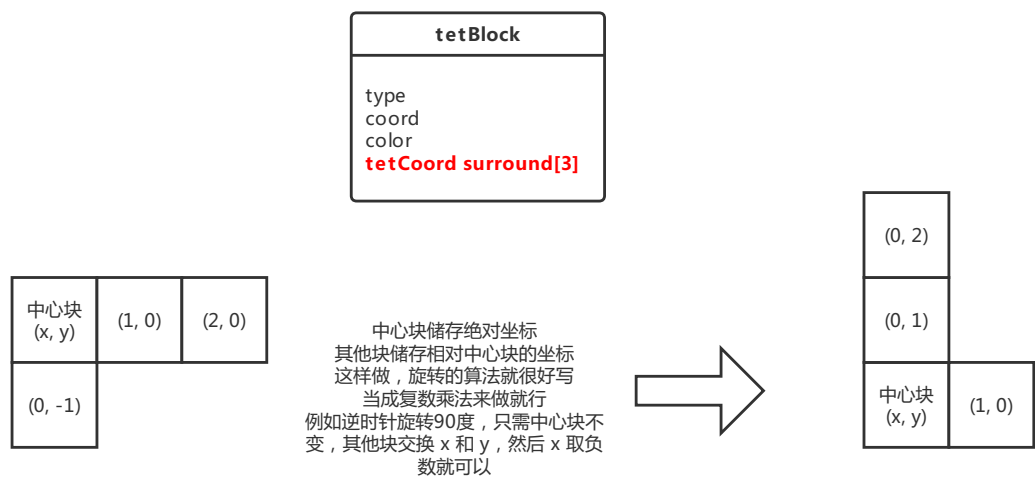 tetBlock
type
coord
color
tetCoord surround[3]
中心块
(x, y)
(1, 0)
(2, 0)
(0, -1)
中心块储存绝对坐标
其他块储存相对中心块的坐标
这样做，旋转的算法就很好写
当成复数乘法来做就行
例如逆时针旋转90度，只需中心块不
变，其他块交换 x 和 y，然后 x 取负
数就可以
(0, 2)
(0, 1)
中心块
(x, y)
(1, 0)